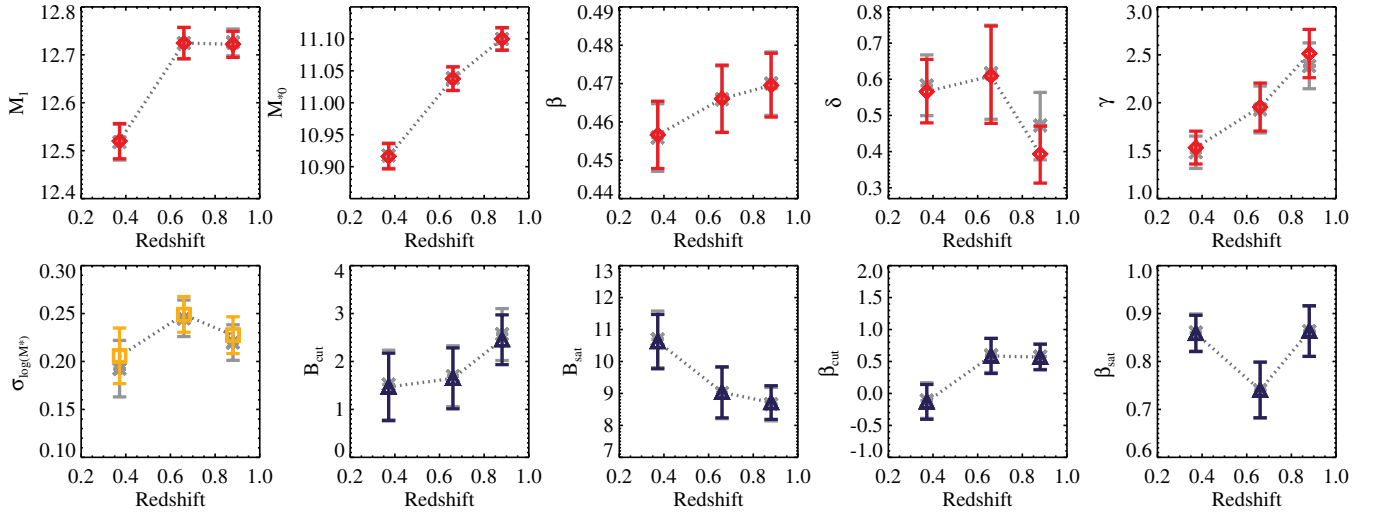 M₁
12.8
12.7
12.6
12.5
12.4
0.2 0.4 0.6 0.8 1.0
Redshift
M*₀
11.10
11.05
11.00
10.95
10.90
0.2 0.4 0.6 0.8 1.0
Redshift
β
0.49
0.48
0.47
0.46
0.45
0.44
0.2 0.4 0.6 0.8 1.0
Redshift
δ
0.8
0.7
0.6
0.5
0.4
0.3
0.2 0.4 0.6 0.8 1.0
Redshift
γ
3.0
2.5
2.0
1.5
1.0
0.2 0.4 0.6 0.8 1.0
Redshift
σlog(M*)
0.30
0.25
0.20
0.15
0.10
0.2 0.4 0.6 0.8 1.0
Redshift
Bcut
4
3
2
1
0
0.2 0.4 0.6 0.8 1.0
Redshift
Bsat
13
12
11
10
9
8
7
0.2 0.4 0.6 0.8 1.0
Redshift
βcut
2.0
1.5
1.0
0.5
0.0
-0.5
-1.0
0.2 0.4 0.6 0.8 1.0
Redshift
βsat
1.0
0.9
0.8
0.7
0.6
0.2 0.4 0.6 0.8 1.0
Redshift